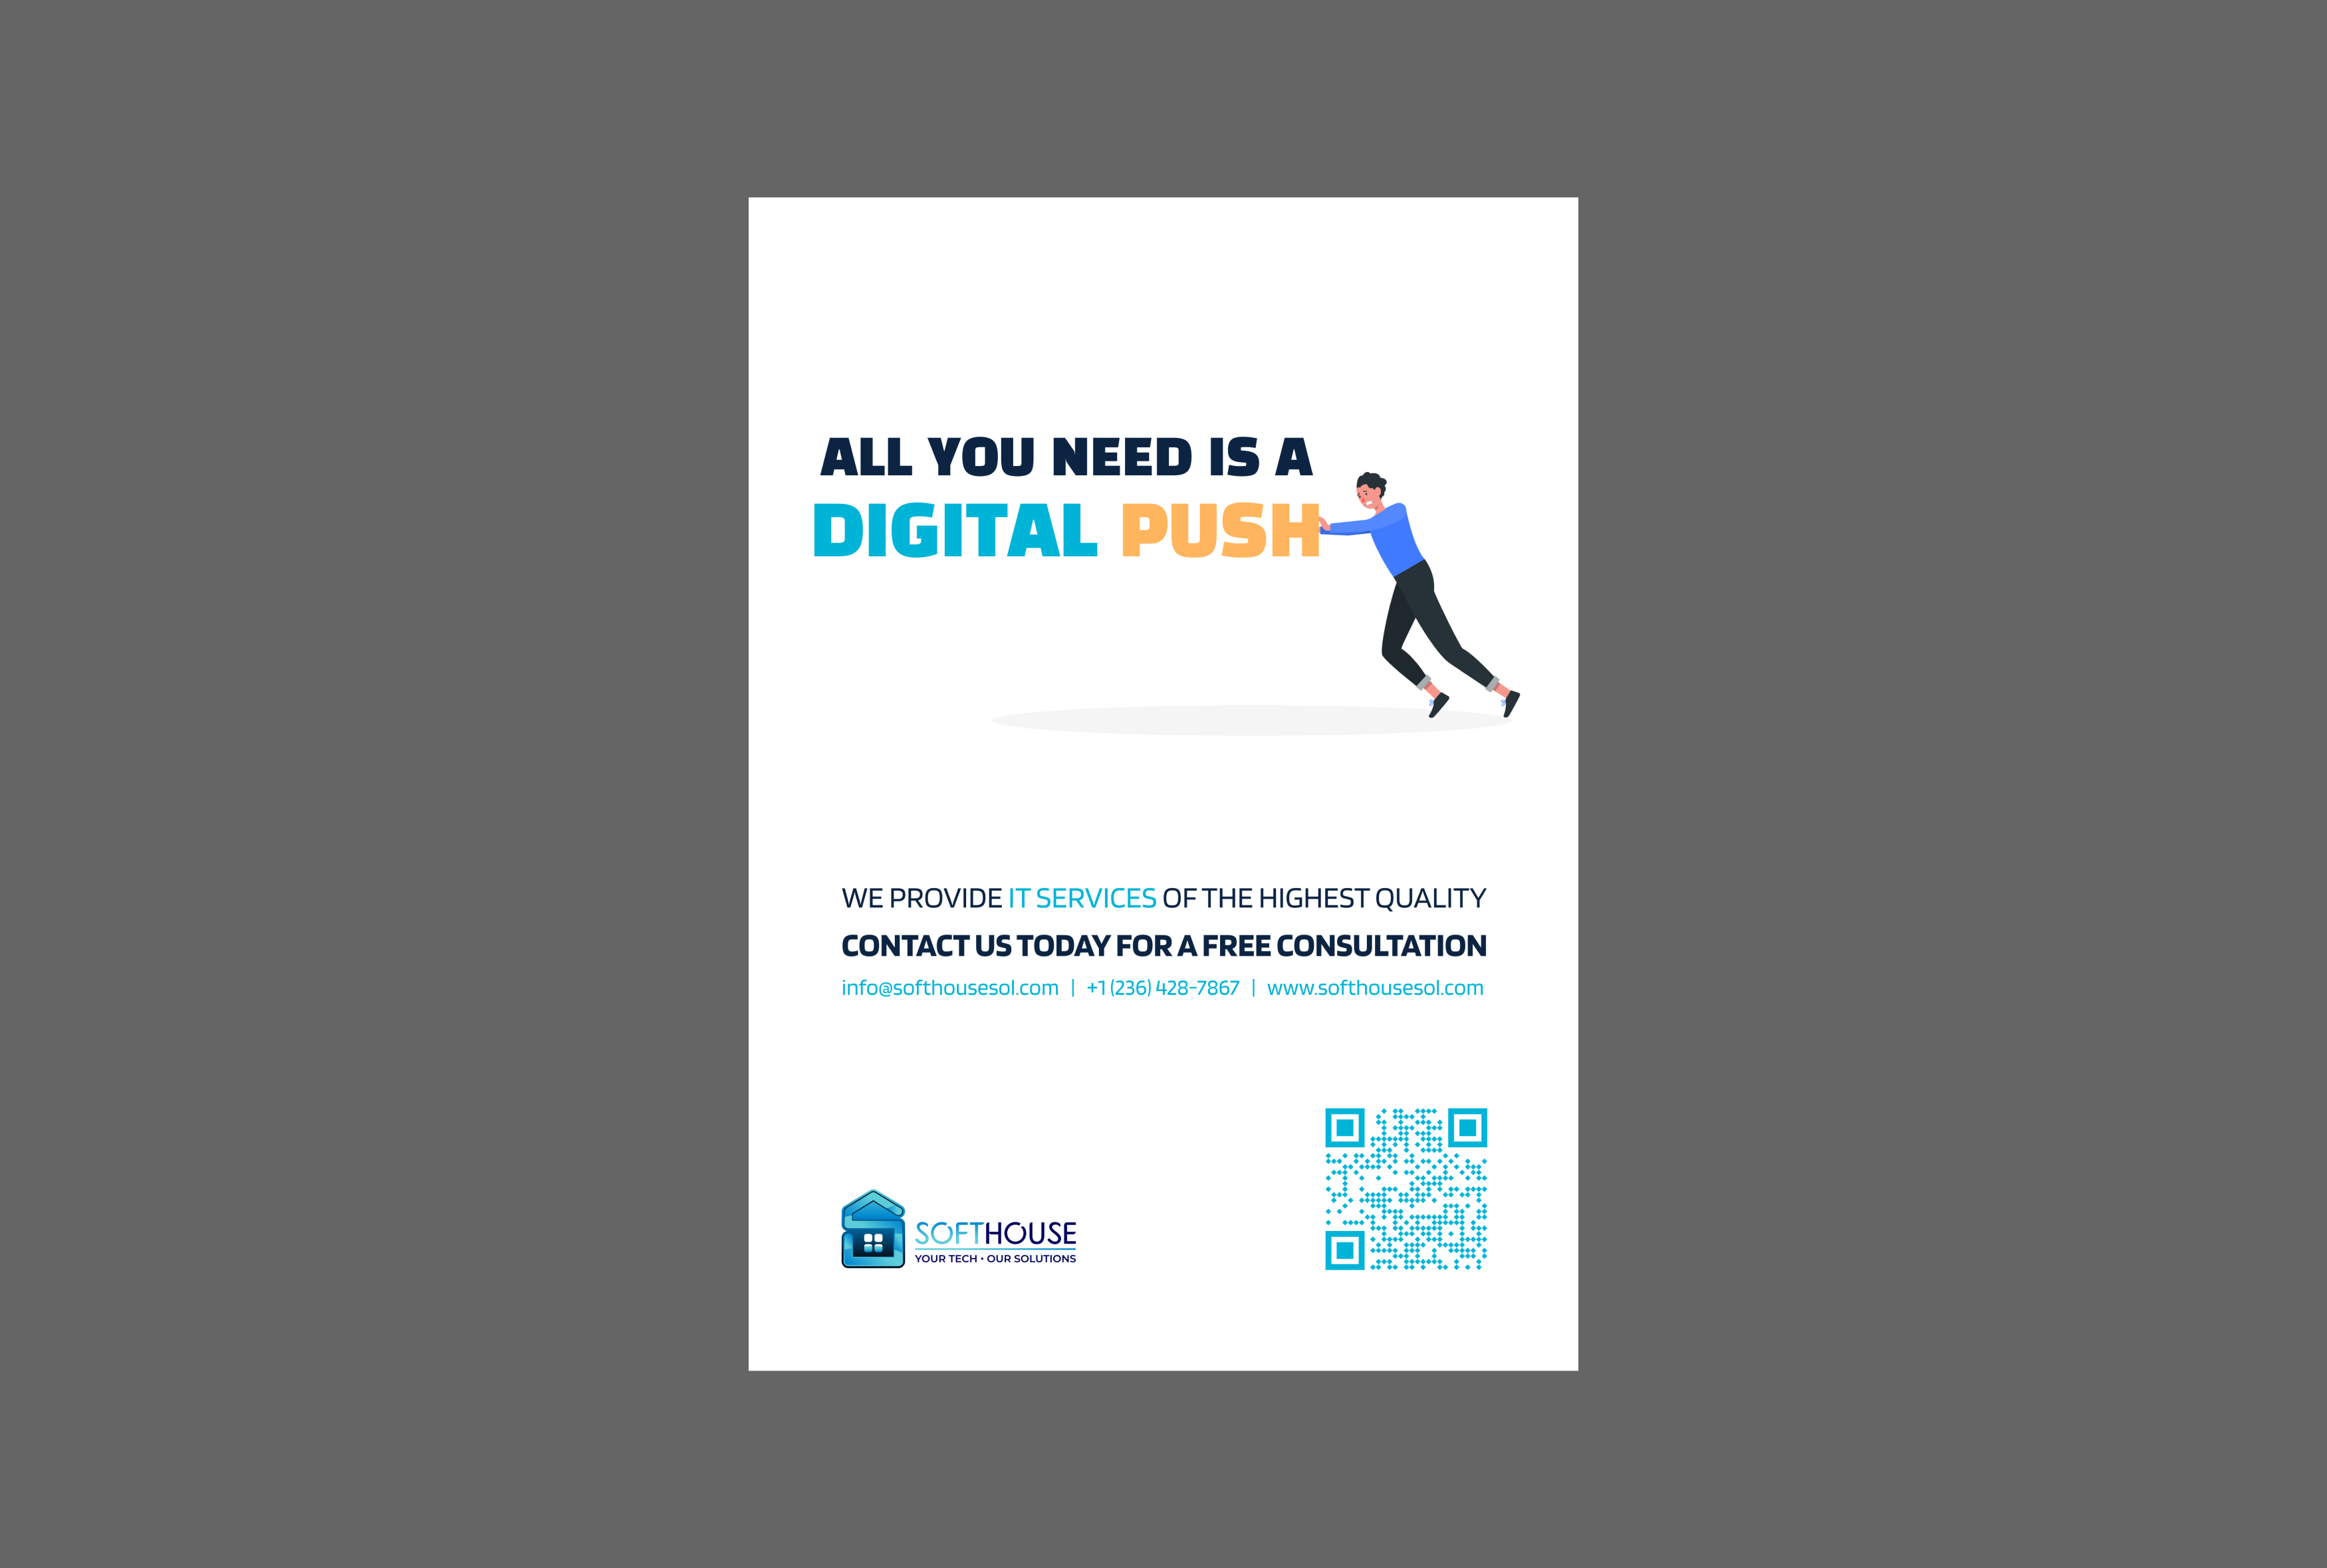 ALL YOU NEED IS A
DIGITAL PUSH
WE PROVIDE IT SERVICES OF THE HIGHEST QUALITY
CONTACT US TODAY FOR A FREE CONSULTATION
info@softhousesol.com | +1 (236) 428-7867 | www.softhousesol.com
SOFTHOUSE
YOUR TECH • OUR SOLUTIONS